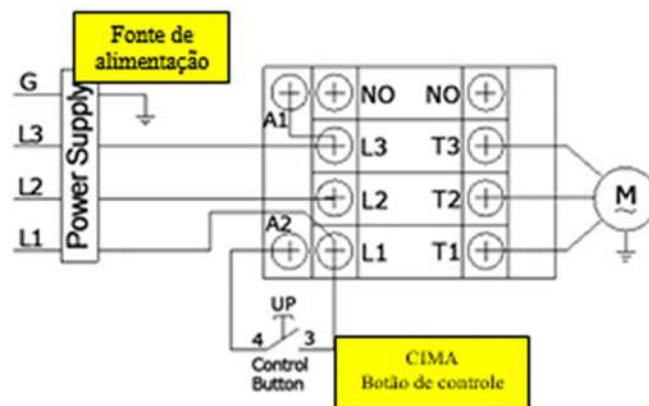 Fonte de
alimentação
G
L3
L2
L1
Power Supply
A1
NO NO
L3 T3
L2 T2
A2
L1 T1
M
UP
4 3
Control
Button
CIMA
Botão de controle